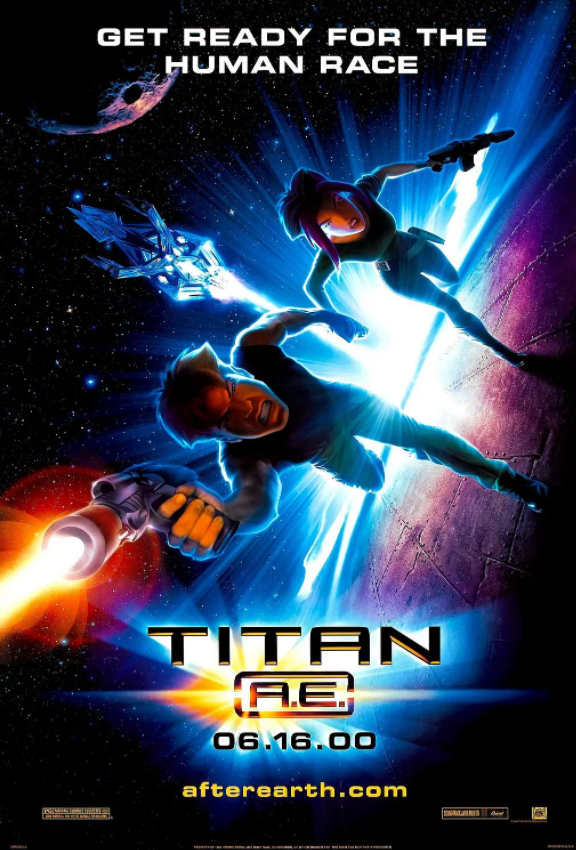 GET READY FOR THE
HUMAN RACE
TITAN
A.E.
06.16.00
afterearth.com